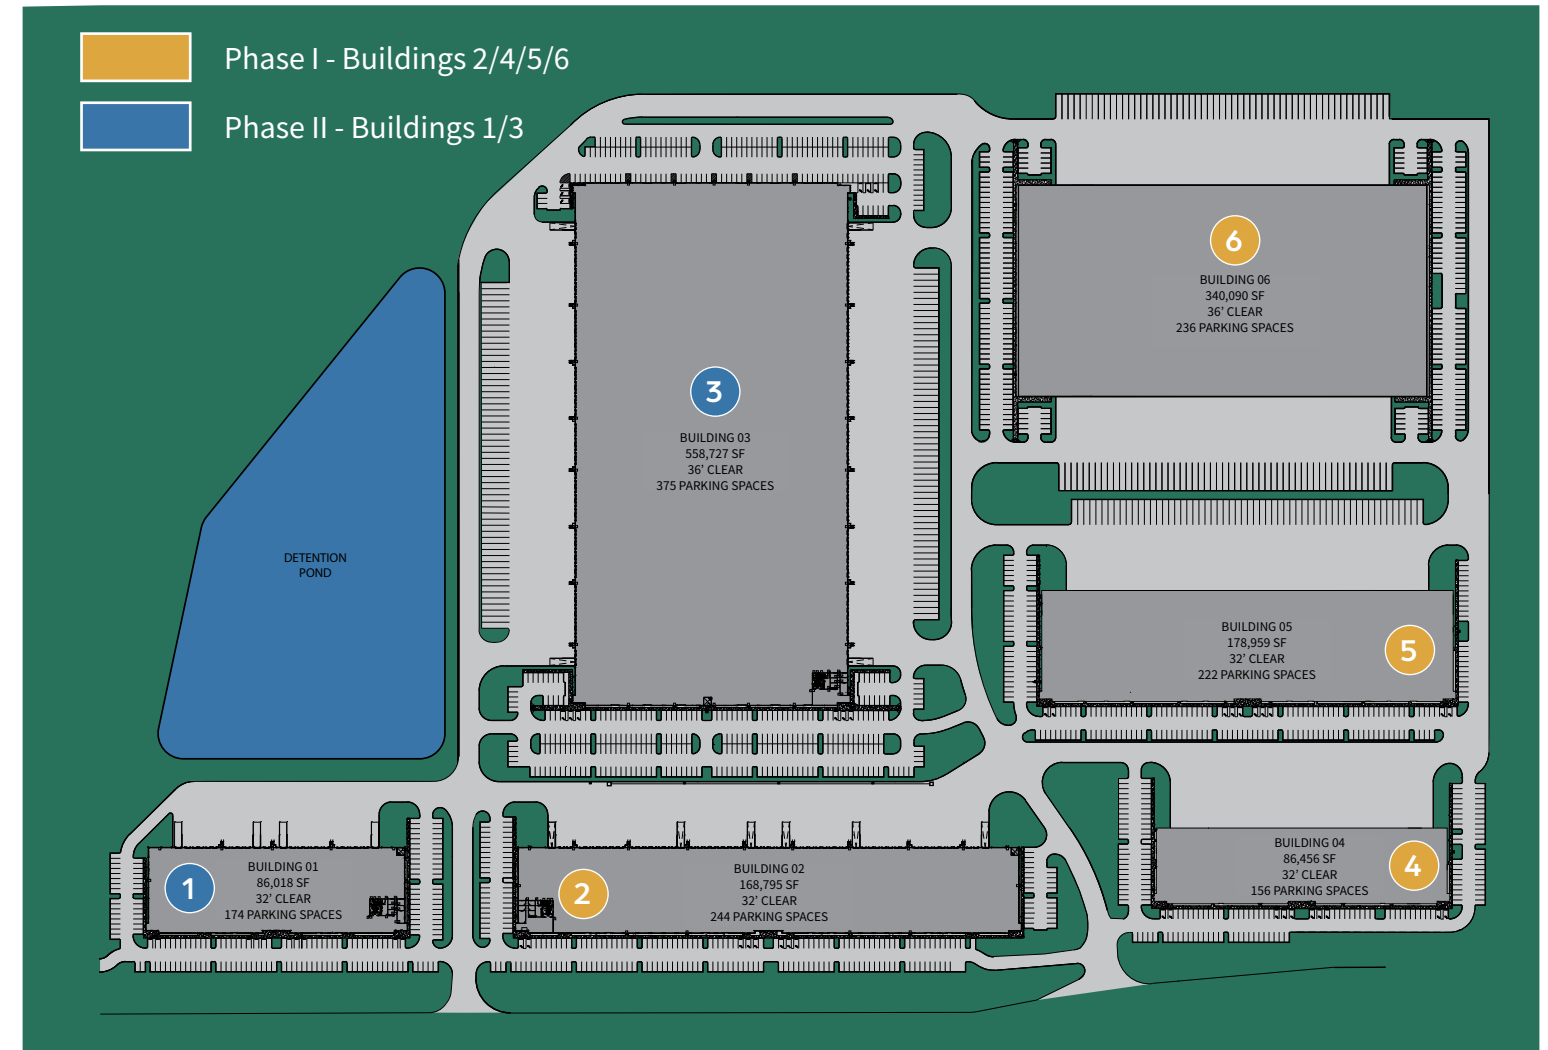 Phase I - Buildings 2/4/5/6
Phase II - Buildings 1/3
6
BUILDING 06
340,090 SF
36’ CLEAR
236 PARKING SPACES
3
BUILDING 03
558,727 SF
36’ CLEAR
375 PARKING SPACES
DETENTION
POND
BUILDING 05
178,959 SF
32’ CLEAR
222 PARKING SPACES
5
1
BUILDING 01
86,018 SF
32’ CLEAR
174 PARKING SPACES
2
BUILDING 02
168,795 SF
32’ CLEAR
244 PARKING SPACES
BUILDING 04
86,456 SF
32’ CLEAR
156 PARKING SPACES
4